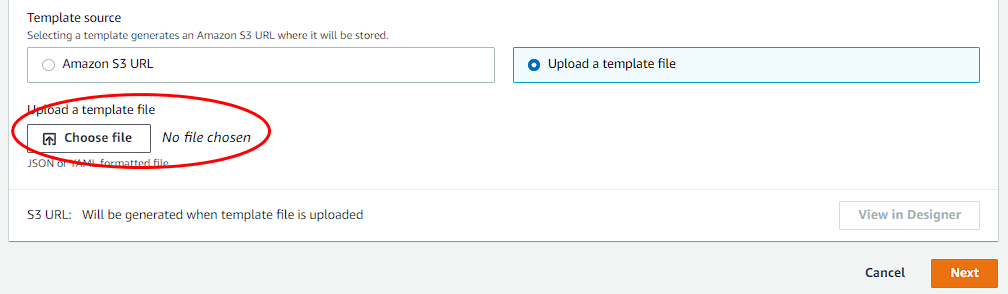 Template source
Selecting a template generates an Amazon S3 URL where it will be stored.
Amazon S3 URL
Upload a template file
Upload a template file
Choose file
No file chosen
JSON or YAML formatted file
S3 URL: Will be generated when template file is uploaded
View in Designer
Cancel
Next